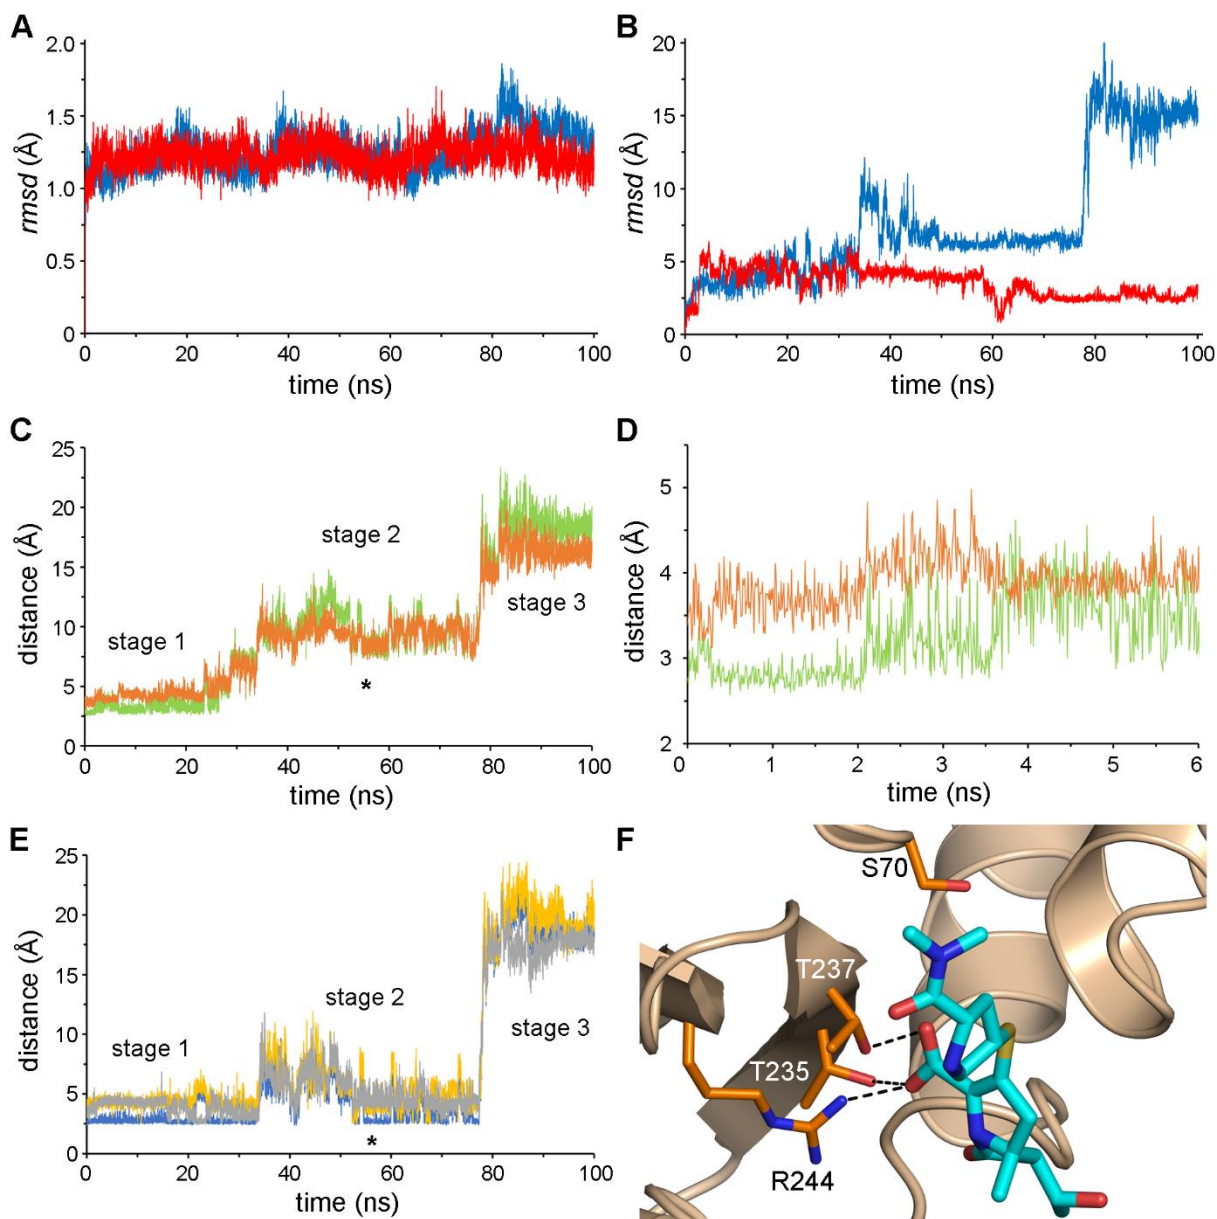 A
2.0
1.5
1.0
0.5
0
rmsd (Å)
0 20 40 60 80 100
time (ns)
B
20
15
10
5
0
rmsd (Å)
0 20 40 60 80 100
time (ns)
C
25
20
15
10
5
0
distance (Å)
stage 1
stage 2
stage 3
*
0 20 40 60 80 100
time (ns)
D
5
4
3
2
distance (Å)
0 1 2 3 4 5 6
time (ns)
E
25
20
15
10
5
0
distance (Å)
stage 1
stage 2
stage 3
*
0 20 40 60 80 100
time (ns)
F
S70
T237
T235
R244